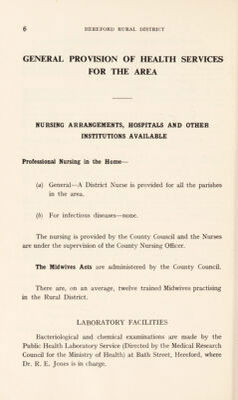 6
HEREFORD RURAL DISTRICT
GENERAL PROVISION OF HEALTH SERVICES
FOR THE AREA
NURSING ARRANGEMENTS, HOSPITALS AND OTHER
INSTITUTIONS AVAILABLE
Professional Nursing in the Home—
(a) General—A District Nurse is provided for all the parishes
in the area.
(b) For infectious diseases—none.
The nursing is provided by the County Council and the Nurses
are under the supervision of the County Nursing Officer.
The Midwives Acts are administered by the County Council.
There are, on an average, twelve trained Midwives practising
in the Rural District.
LABORATORY FACILITIES
Bacteriological and chemical examinations are made by the
Public Health Laboratory Service (Directed by the Medical Research
Council for the Ministry of Health) at Bath Street, Hereford, where
Dr. R. E. Jones is in charge.